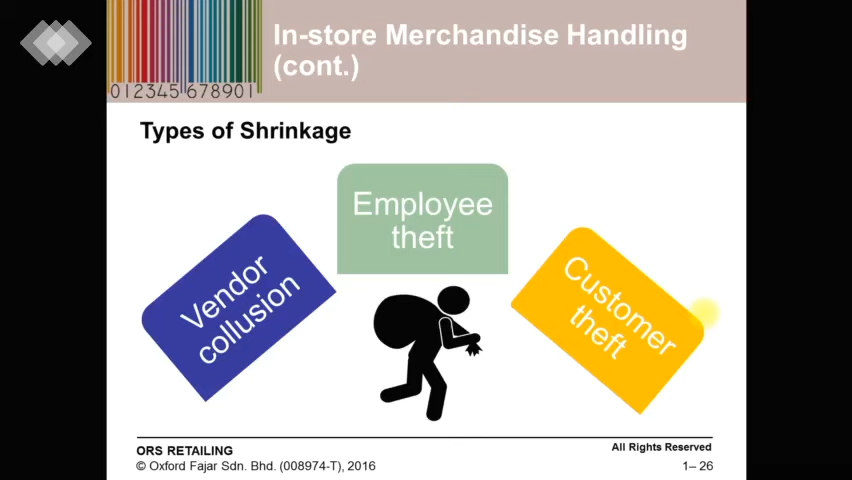 In-store Merchandise Handling
(cont.)
012345 678901
Types of Shrinkage
Employee
theft
Vendor
collusion
Customer
theft
ORS RETAILING
All Rights Reserved
© Oxford Fajar Sdn. Bhd. (008974-T), 2016
1– 26